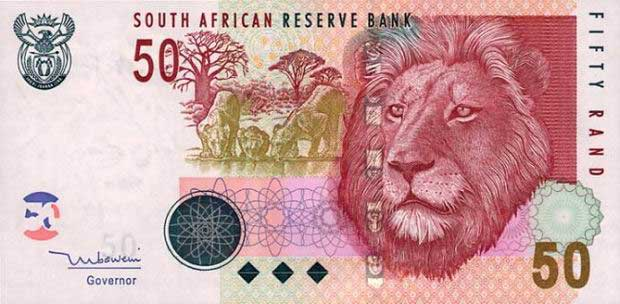 SOUTH AFRICAN RESERVE BANK
50
FIFTY RAND
Governor
50